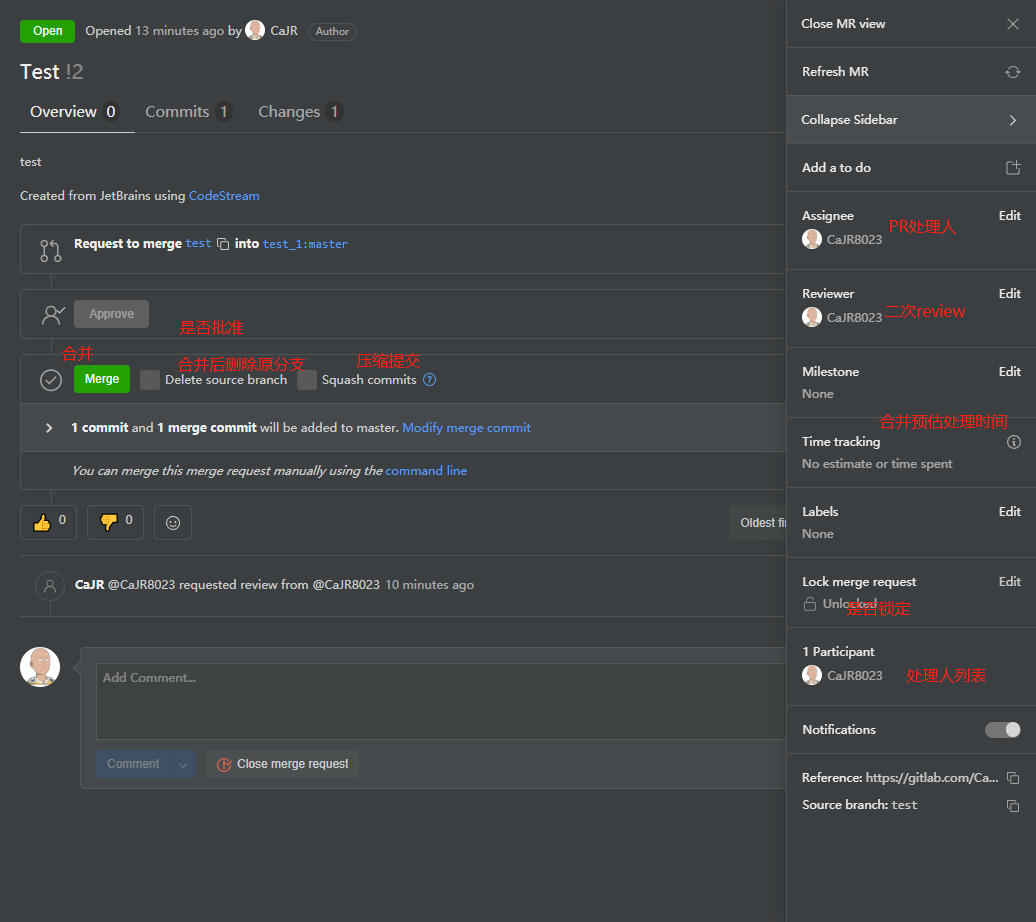 Open Opened 13 minutes ago by CaJR Author
Test !2
Overview 0 Commits 1 Changes 1
test
Created from JetBrains using CodeStream
Request to merge test into test_1:master
Approve
是否批准
合并
合并后删除原分支
压缩提交
Merge Delete source branch Squash commits ?
1 commit and 1 merge commit will be added to master. Modify merge commit
You can merge this merge request manually using the command line
0 0
Oldest fir
CaJR @CaJR8023 requested review from @CaJR8023 10 minutes ago
Add Comment...
Comment Close merge request
Close MR view
Refresh MR
Collapse Sidebar
Add a to do
Assignee Edit
CaJR8023 PR处理人
Reviewer Edit
CaJR8023 二次review
Milestone Edit
None
合并预估处理时间
Time tracking
No estimate or time spent
Labels Edit
None
Lock merge request Edit
Unlocked
是否锁定
1 Participant
CaJR8023 处理人列表
Notifications
Reference: https://gitlab.com/Ca...
Source branch: test